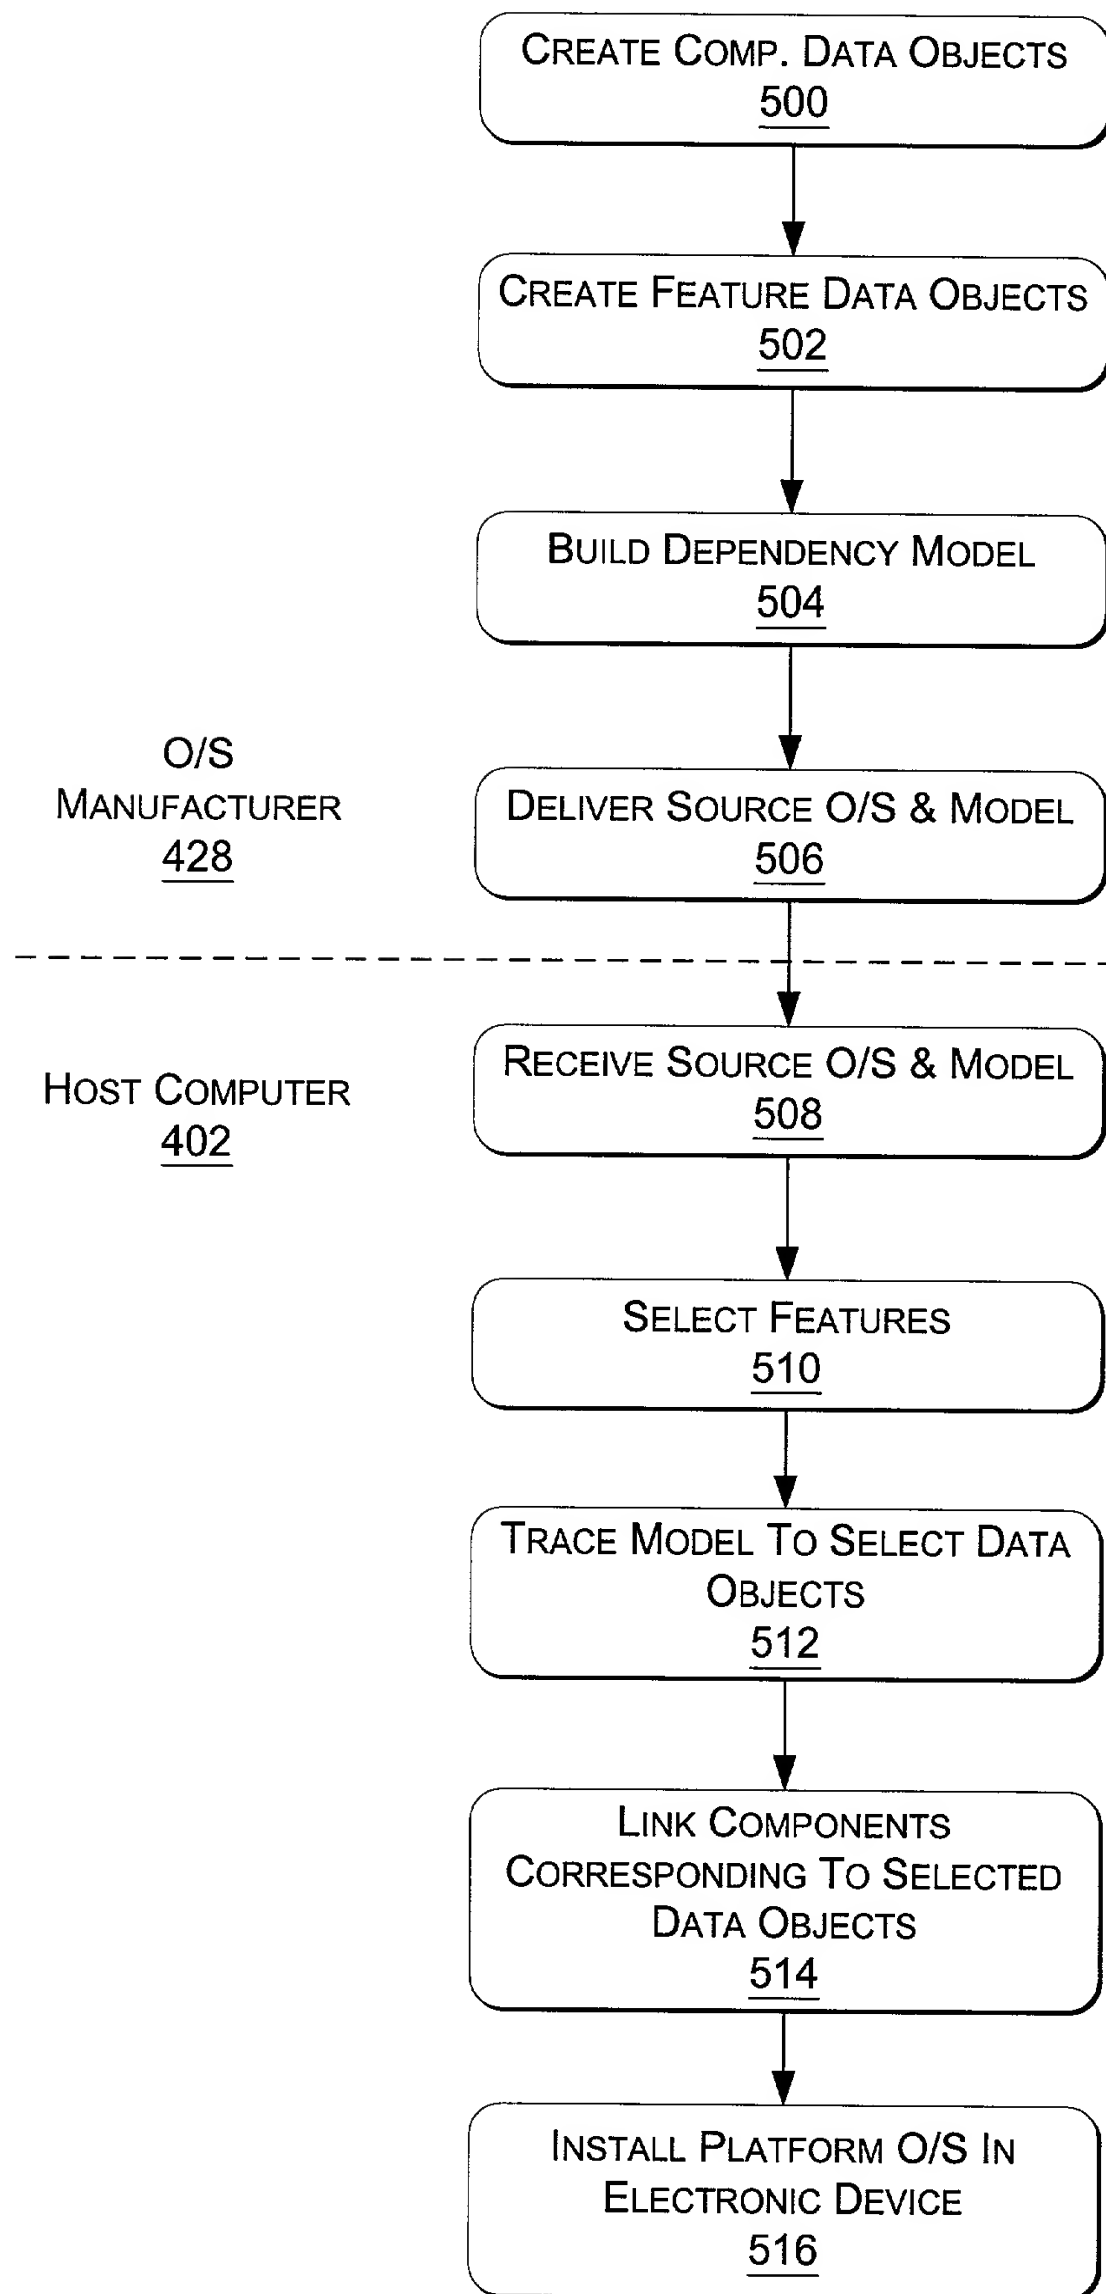 CREATE COMP. DATA OBJECTS
500
CREATE FEATURE DATA OBJECTS
502
BUILD DEPENDENCY MODEL
504
O/S
MANUFACTURER
428
DELIVER SOURCE O/S & MODEL
506
HOST COMPUTER
402
RECEIVE SOURCE O/S & MODEL
508
SELECT FEATURES
510
TRACE MODEL TO SELECT DATA
OBJECTS
512
LINK COMPONENTS
CORRESPONDING TO SELECTED
DATA OBJECTS
514
INSTALL PLATFORM O/S IN
ELECTRONIC DEVICE
516